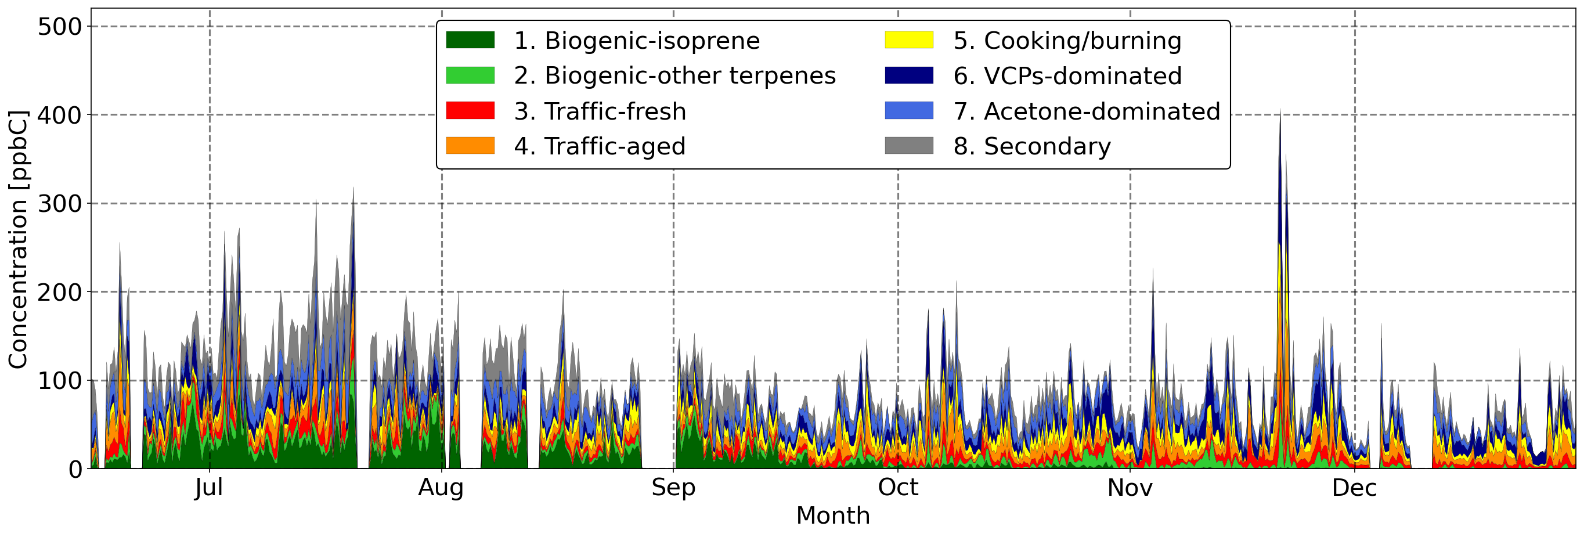 Concentration [ppbC]
500
400
300
200
100
0
1. Biogenic-isoprene
2. Biogenic-other terpenes
3. Traffic-fresh
4. Traffic-aged
5. Cooking/burning
6. VCPs-dominated
7. Acetone-dominated
8. Secondary
Jul Aug Sep Oct Nov Dec
Month